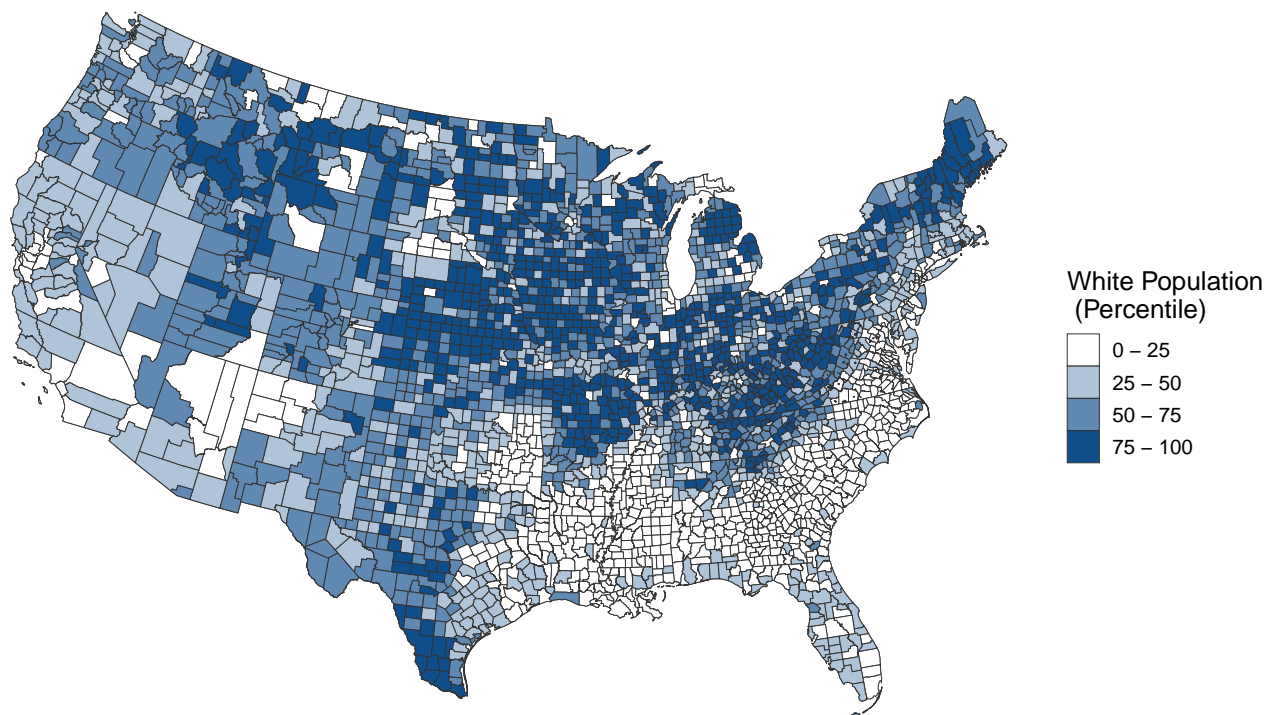 White Population
(Percentile)
0 – 25
25 – 50
50 – 75
75 – 100